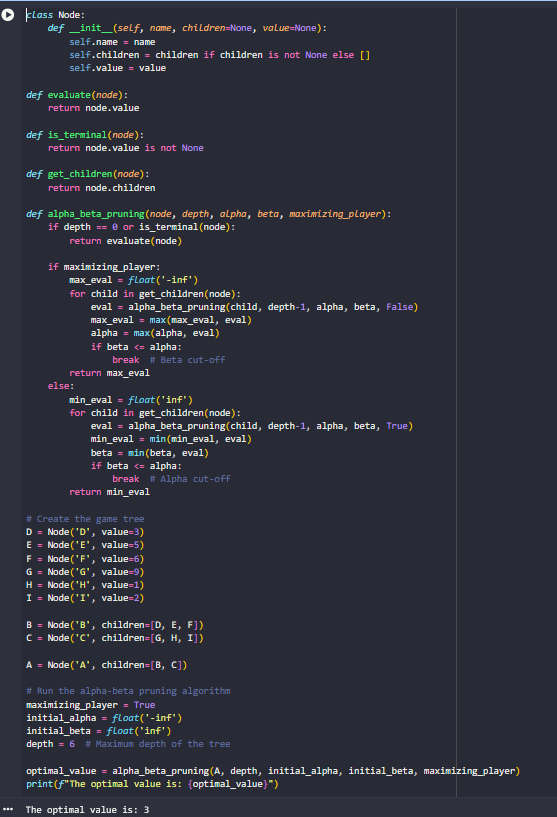 class Node:
    def __init__(self, name, children=None, value=None):
        self.name = name
        self.children = children if children is not None else []
        self.value = value

def evaluate(node):
    return node.value

def is_terminal(node):
    return node.value is not None

def get_children(node):
    return node.children

def alpha_beta_pruning(node, depth, alpha, beta, maximizing_player):
    if depth == 0 or is_terminal(node):
        return evaluate(node)

    if maximizing_player:
        max_eval = float('-inf')
        for child in get_children(node):
            eval = alpha_beta_pruning(child, depth-1, alpha, beta, False)
            max_eval = max(max_eval, eval)
            alpha = max(alpha, eval)
            if beta <= alpha:
                break  # Beta cut-off
        return max_eval
    else:
        min_eval = float('inf')
        for child in get_children(node):
            eval = alpha_beta_pruning(child, depth-1, alpha, beta, True)
            min_eval = min(min_eval, eval)
            beta = min(beta, eval)
            if beta <= alpha:
                break  # Alpha cut-off
        return min_eval

# Create the game tree
D = Node('D', value=3)
E = Node('E', value=5)
F = Node('F', value=6)
G = Node('G', value=9)
H = Node('H', value=1)
I = Node('I', value=2)

B = Node('B', children=[D, E, F])
C = Node('C', children=[G, H, I])

A = Node('A', children=[B, C])

# Run the alpha-beta pruning algorithm
maximizing_player = True
initial_alpha = float('-inf')
initial_beta = float('inf')
depth = 6  # Maximum depth of the tree

optimal_value = alpha_beta_pruning(A, depth, initial_alpha, initial_beta, maximizing_player)
print(f"The optimal value is: {optimal_value}")

The optimal value is: 3